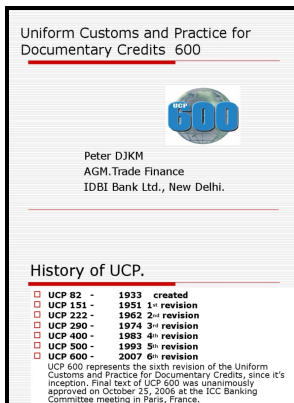 Uniform Customs and Practice for
Documentary Credits 600
UCP
600
Peter DJKM
AGM.Trade Finance
IDBI Bank Ltd., New Delhi.
History of UCP.
UCP 82 - 1933 created
UCP 151 - 1951 1st revision
UCP 222 - 1962 2nd revision
UCP 290 - 1974 3rd revision
UCP 400 - 1983 4th revision
UCP 500 - 1993 5th revision
UCP 600 - 2007 6th revision
UCP 600 represents the sixth revision of the Uniform
Customs and Practice for Documentary Credits, since it's
inception. Final text of UCP 600 was unanimously
approved on October 25, 2006 at the ICC Banking
Committee meeting in Paris, France.